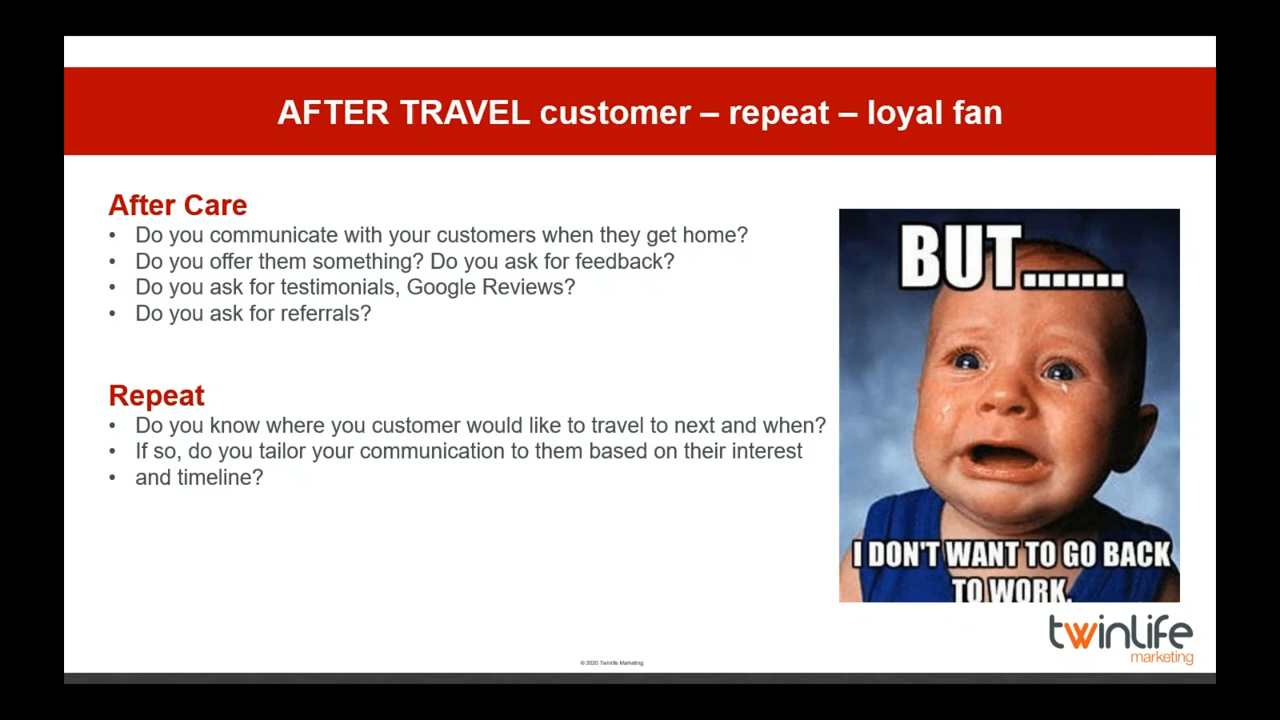 AFTER TRAVEL customer – repeat – loyal fan
After Care
• Do you communicate with your customers when they get home?
• Do you offer them something? Do you ask for feedback?
• Do you ask for testimonials, Google Reviews?
• Do you ask for referrals?
Repeat
• Do you know where you customer would like to travel to next and when?
• If so, do you tailor your communication to them based on their interest
• and timeline?
BUT.......
I DON'T WANT TO GO BACK
TO WORK.
twinlife
marketing
© 2020 Twinlife Marketing